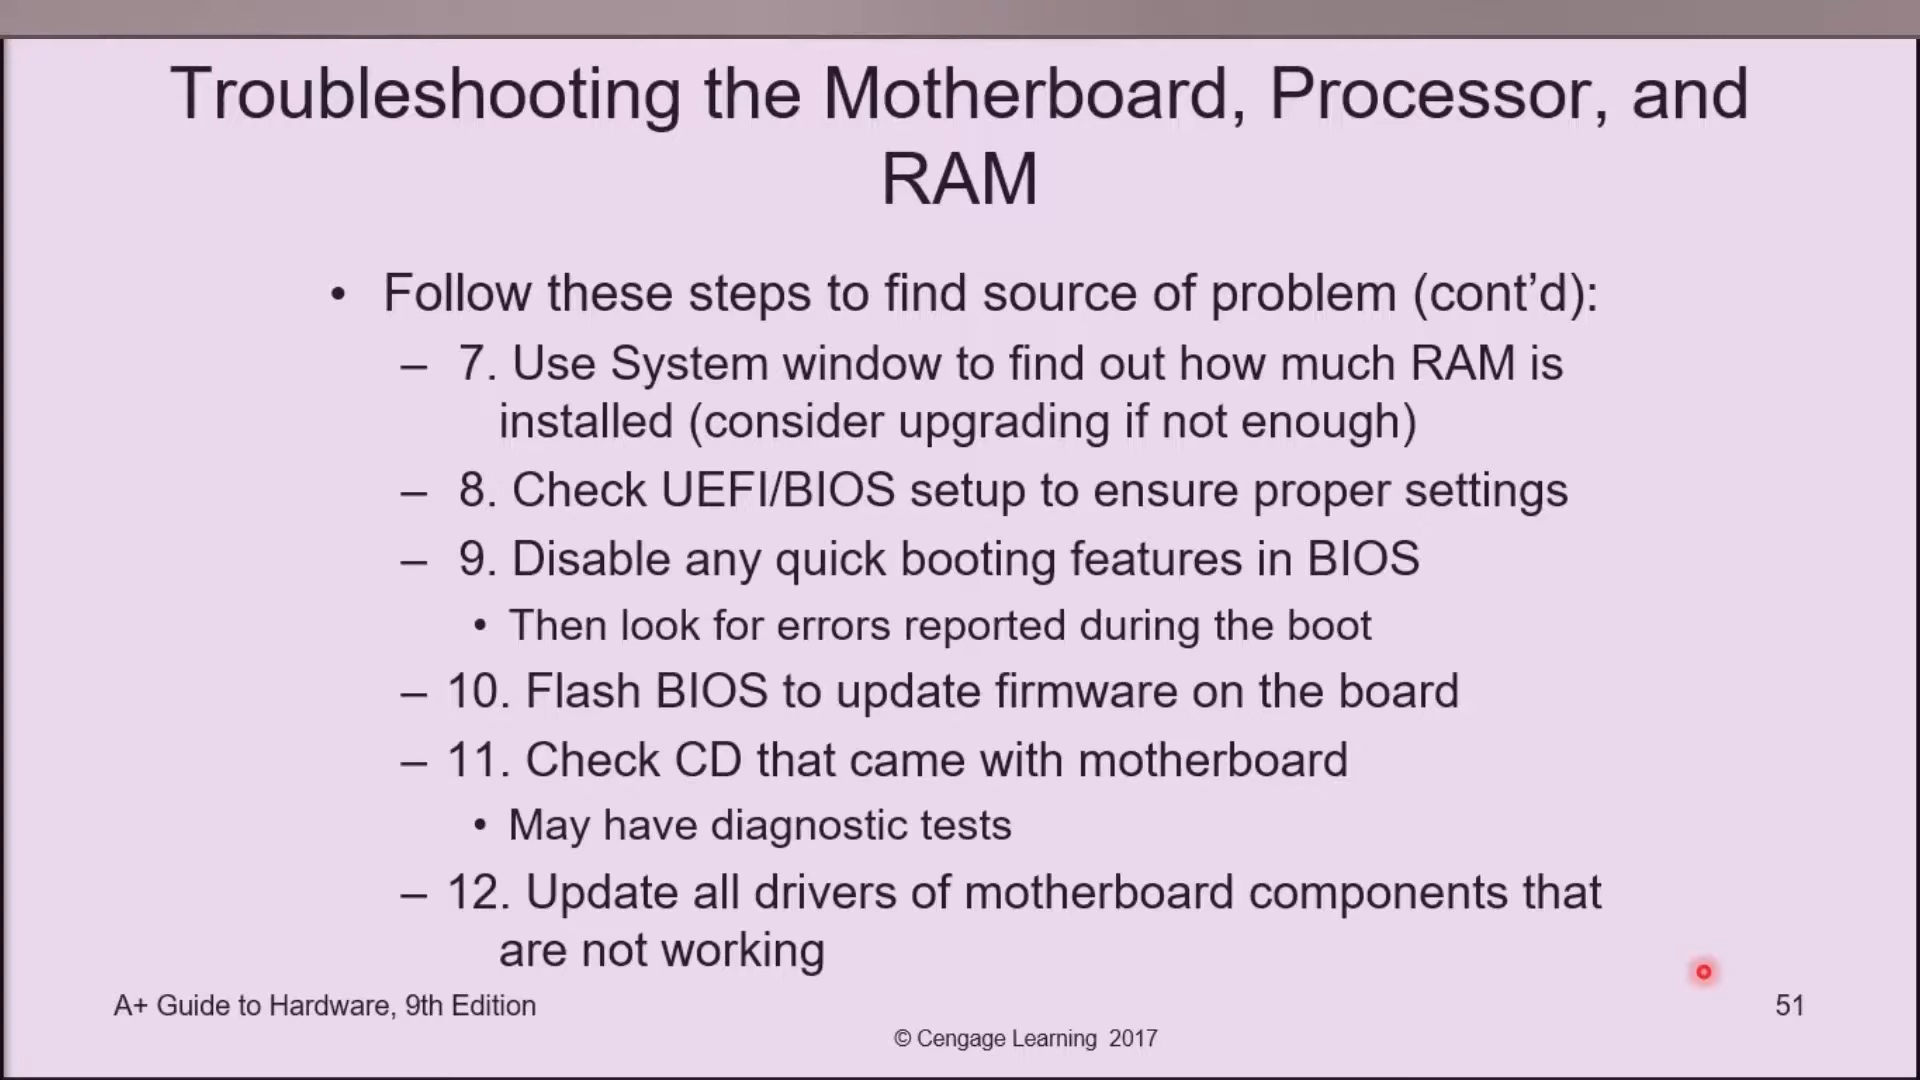 Troubleshooting the Motherboard, Processor, and
RAM
• Follow these steps to find source of problem (cont’d):
– 7. Use System window to find out how much RAM is
installed (consider upgrading if not enough)
– 8. Check UEFI/BIOS setup to ensure proper settings
– 9. Disable any quick booting features in BIOS
• Then look for errors reported during the boot
– 10. Flash BIOS to update firmware on the board
– 11. Check CD that came with motherboard
• May have diagnostic tests
– 12. Update all drivers of motherboard components that
are not working
A+ Guide to Hardware, 9th Edition
51
© Cengage Learning 2017